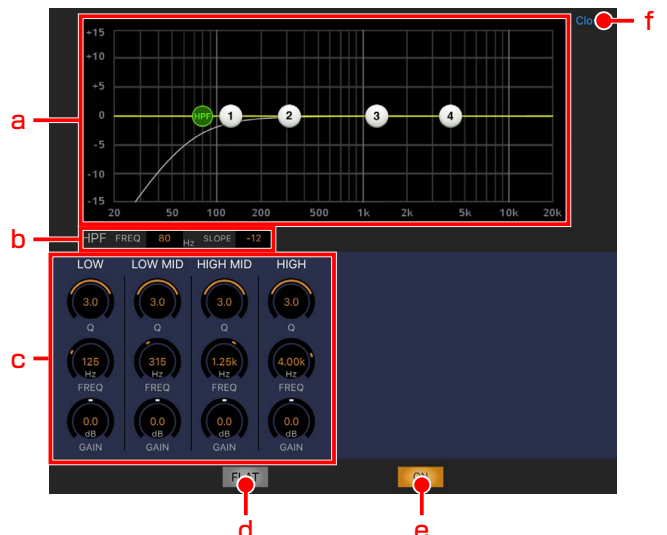 Clo
f
+15
+10
+5
a
0
HPF
1
2
3
4
-5
-10
-15
20 50 100 200 500 1k 2k 5k 10k 20k
b
HPF FREQ 80 Hz SLOPE -12
LOW LOW MID HIGH MID HIGH
3.0 3.0 3.0 3.0
Q Q Q Q
c
125 315 1.25k 4.00k
Hz Hz Hz Hz
FREQ FREQ FREQ FREQ
0.0 0.0 0.0 0.0
dB dB dB dB
GAIN GAIN GAIN GAIN
FLAT ON
d e